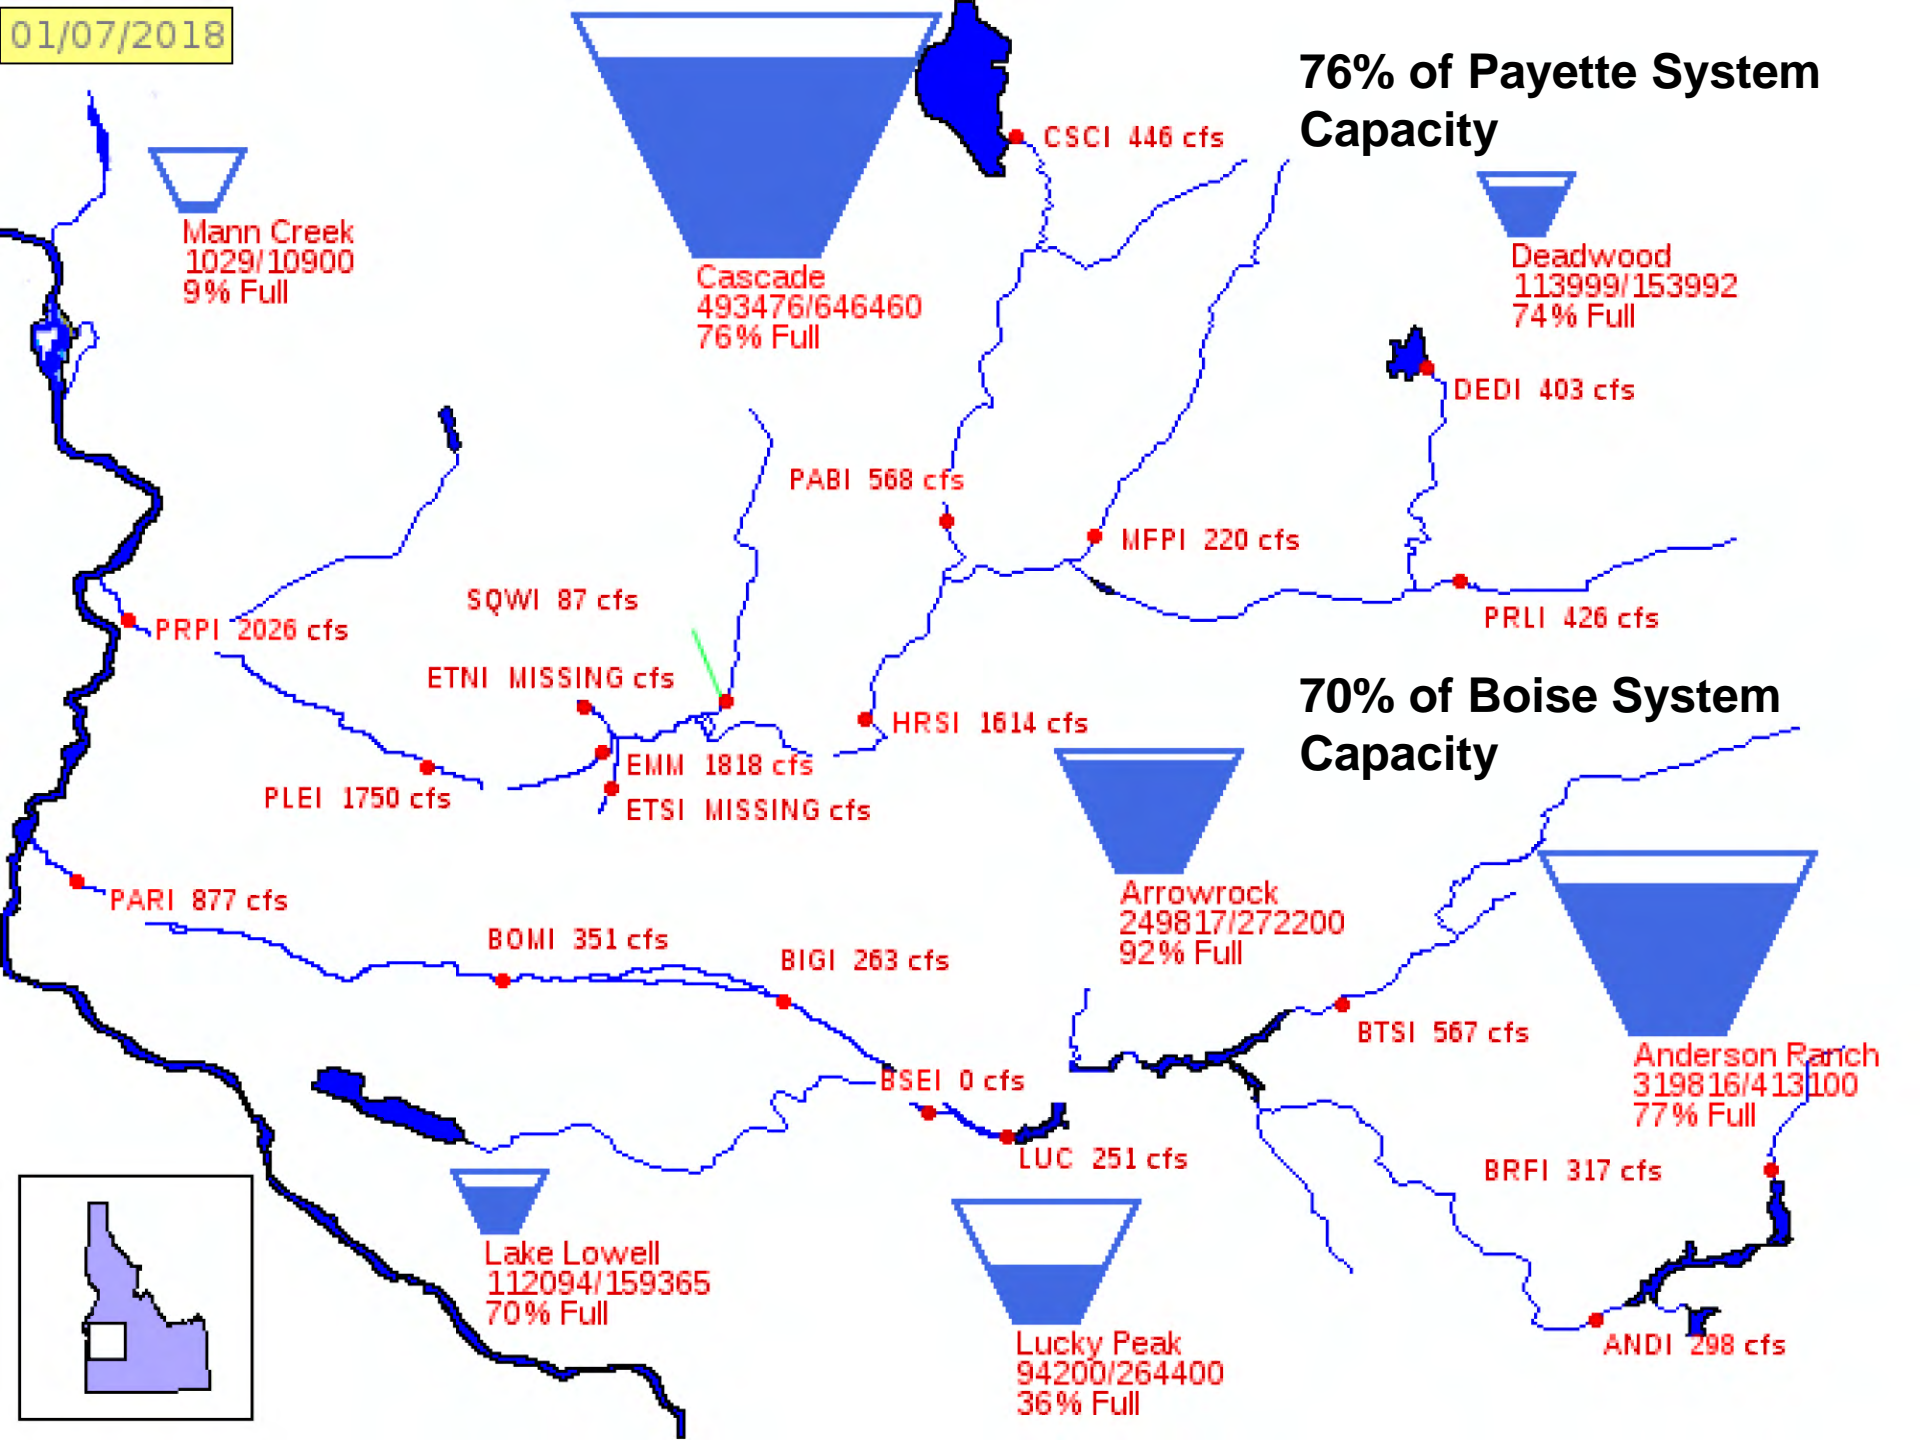 01/07/2018
76% of Payette System
Capacity
CSCI 446 cfs
Mann Creek
1029/10900
9% Full
Cascade
493476/646460
76% Full
Deadwood
113999/153992
74% Full
DEDI 403 cfs
PABI 568 cfs
MFPI 220 cfs
SQWI 87 cfs
PRPI 2026 cfs
PRLI 426 cfs
ETNI MISSING cfs
70% of Boise System
Capacity
HRSI 1614 cfs
EMM 1818 cfs
PLEI 1750 cfs
ETSI MISSING cfs
PARI 877 cfs
Arrowrock
249817/272200
92% Full
BOMI 351 cfs
BIGI 263 cfs
BTSI 567 cfs
Anderson Ranch
319816/413100
77% Full
BSEI 0 cfs
LUC 251 cfs
BRFI 317 cfs
Lake Lowell
112094/159365
70% Full
Lucky Peak
94200/264400
36% Full
ANDI 298 cfs